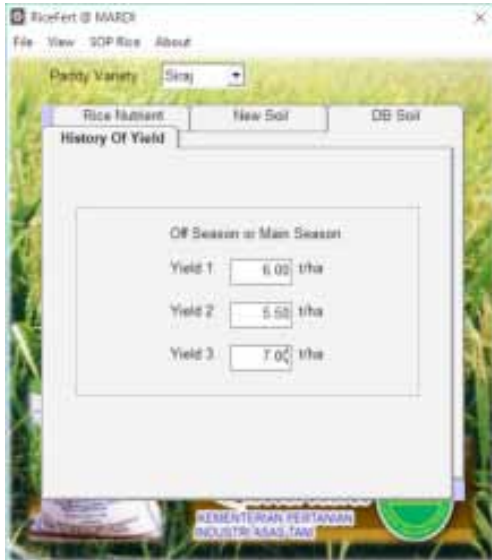 RiceFert @ MARDI
File View SOP Rice About
Paddy Variety Siraj
Rice Nutrient New Soil DB Soil
History Of Yield
Off Season or Main Season
Yield 1 6.00 t/ha
Yield 2 5.50 t/ha
Yield 3 7.00 t/ha
KEMENTERIAN PERTANIAN
INDUSTRI ASAS TANI